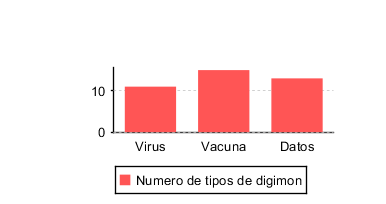 10
0
Virus Vacuna Datos
Numero de tipos de digimon